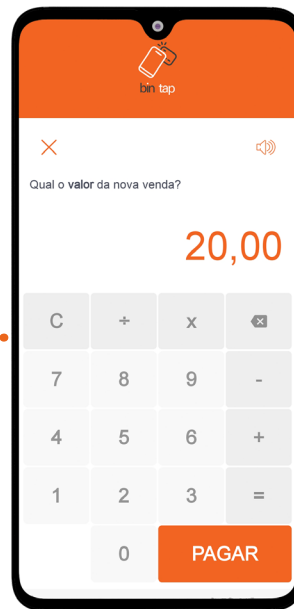 bin tap
Qual o valor da nova venda?
20,00
C ÷ x
7 8 9 -
4 5 6 +
1 2 3 =
0 PAGAR